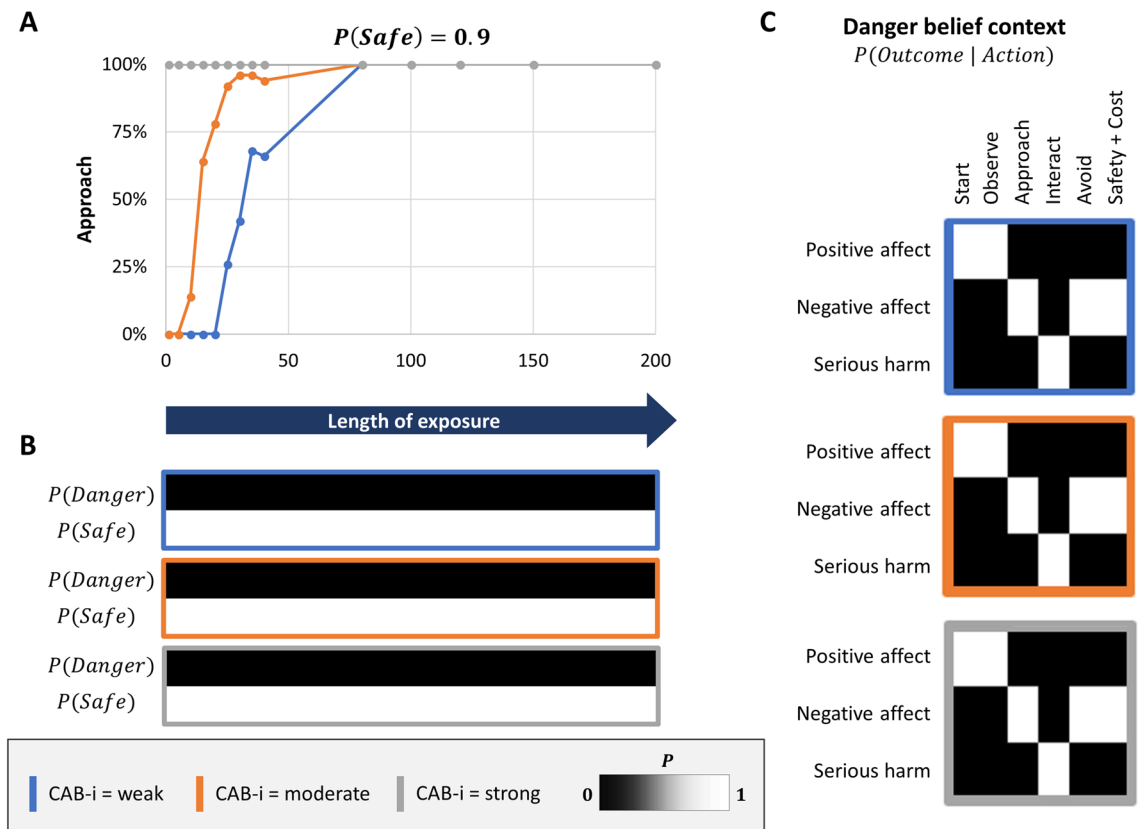 A
P(Safe) = 0.9
100%
75%
50%
25%
0%
Approach
0
50
100
150
200
Length of exposure
B
P(Danger)
P(Safe)
P(Danger)
P(Safe)
P(Danger)
P(Safe)
CAB-i = weak
CAB-i = moderate
CAB-i = strong
P
0
1
C
Danger belief context
P(Outcome | Action)
Start
Observe
Approach
Interact
Avoid
Safety + Cost
Positive affect
Negative affect
Serious harm
Positive affect
Negative affect
Serious harm
Positive affect
Negative affect
Serious harm